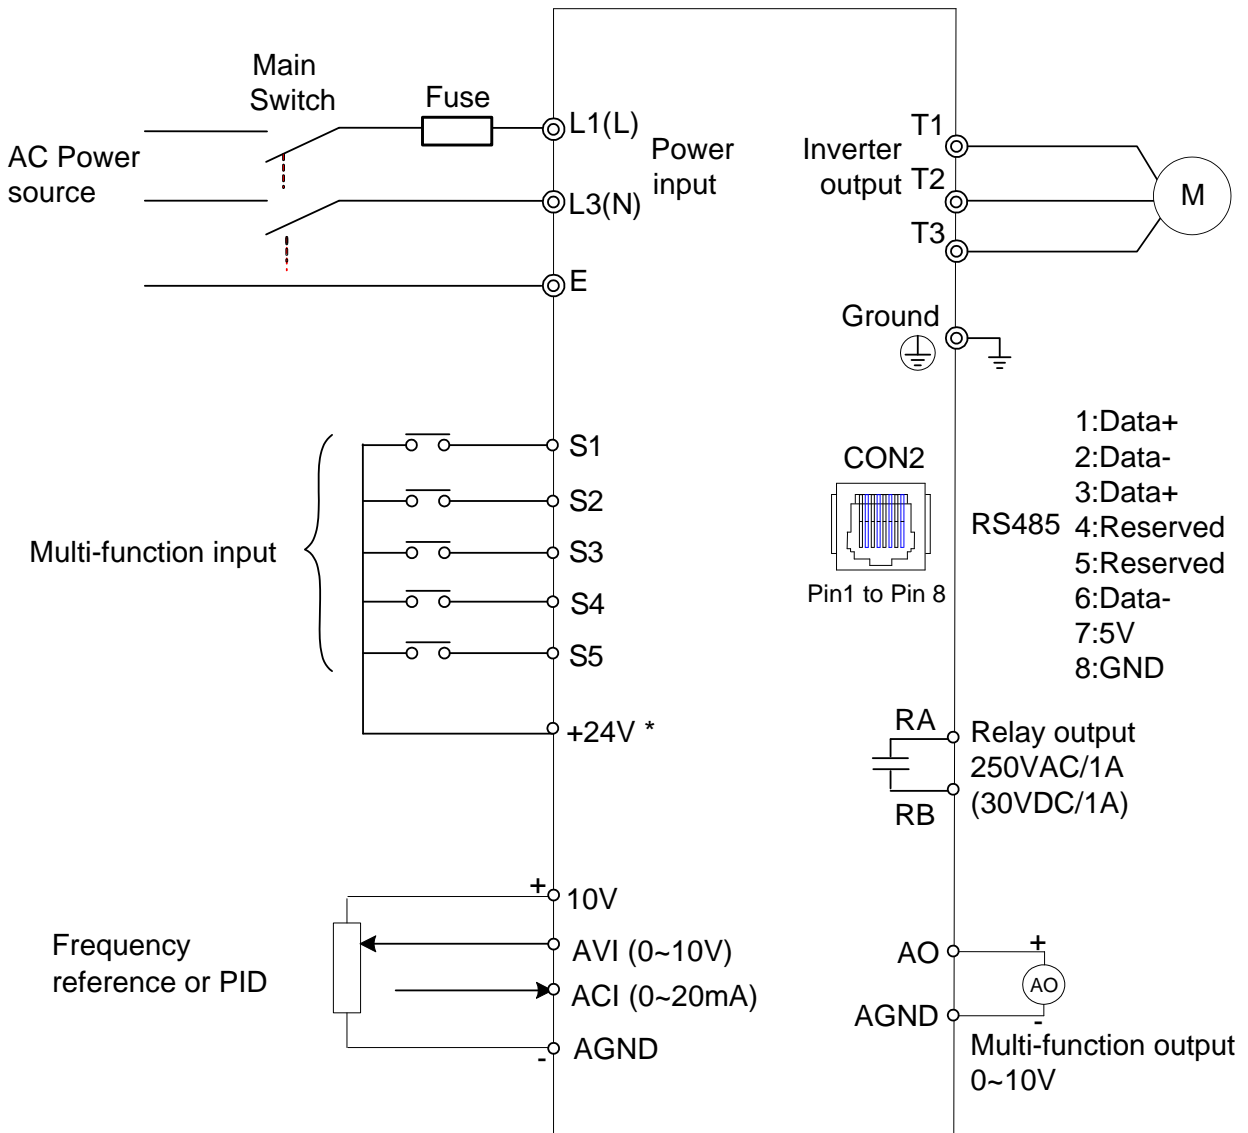 Main
Switch
Fuse
AC Power
source
L1(L)
L3(N)
E
Power
input
Inverter
output
T1
T2
T3
M
Ground
Multi-function input
S1
S2
S3
S4
S5
+24V *
CON2
Pin1 to Pin 8
RS485
1:Data+
2:Data-
3:Data+
4:Reserved
5:Reserved
6:Data-
7:5V
8:GND
RA
RB
Relay output
250VAC/1A
(30VDC/1A)
Frequency
reference or PID
+
10V
AVI (0~10V)
ACI (0~20mA)
-
AGND
AO
AGND
+
AO
-
Multi-function output
0~10V